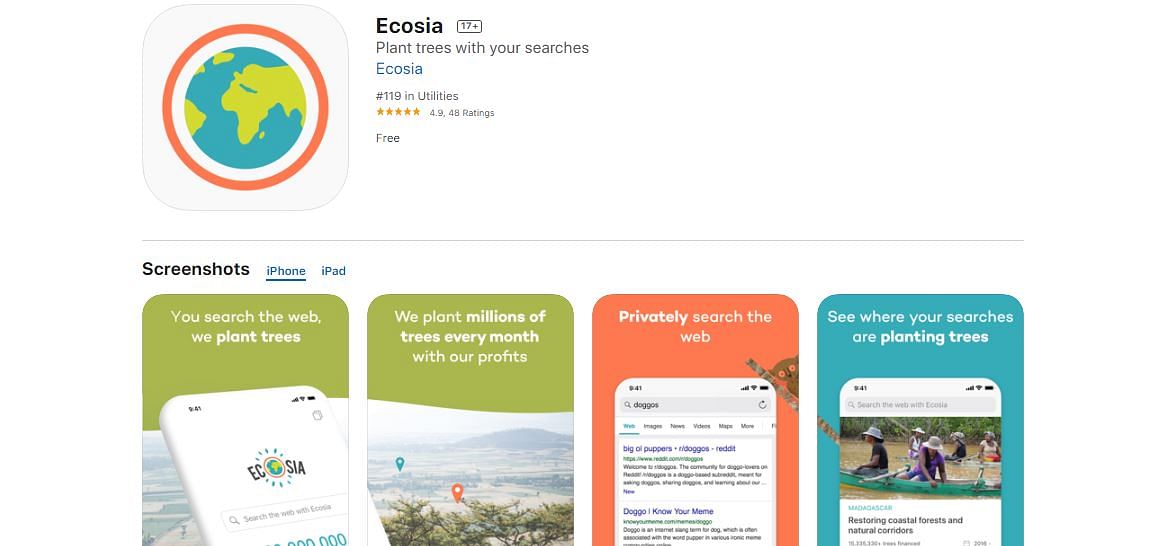 Ecosia 17+
Plant trees with your searches
Ecosia
#119 in Utilities
★★★★★ 4.9, 48 Ratings
Free
Screenshots iPhone iPad
You search the web,
we plant trees
9:41
ECOSIA
Search the web with Ecosia
We plant millions of
trees every month
with our profits
Privately search the
web
9:41
doggos
Web Images News Videos Maps More
big ol puppers • r/doggos - reddit
https://www.reddit.com/r/doggos
Welcome to r/doggos. The community for doggo-lovers on
Reddit! r/doggos is a doggo-based subreddit, meant for
asking doggos, sharing doggos, and learning about our ...
New
Doggo | Know Your Meme
knowyourmeme.com/memes/doggo
Doggo is an internet slang term for dog, which is often
associated with the word pupper in various ironic meme
See where your searches
are planting trees
9:41
Search the web with Ecosia
MADAGASCAR
Restoring coastal forests and
natural corridors
15,335,330+ trees financed 2016 -